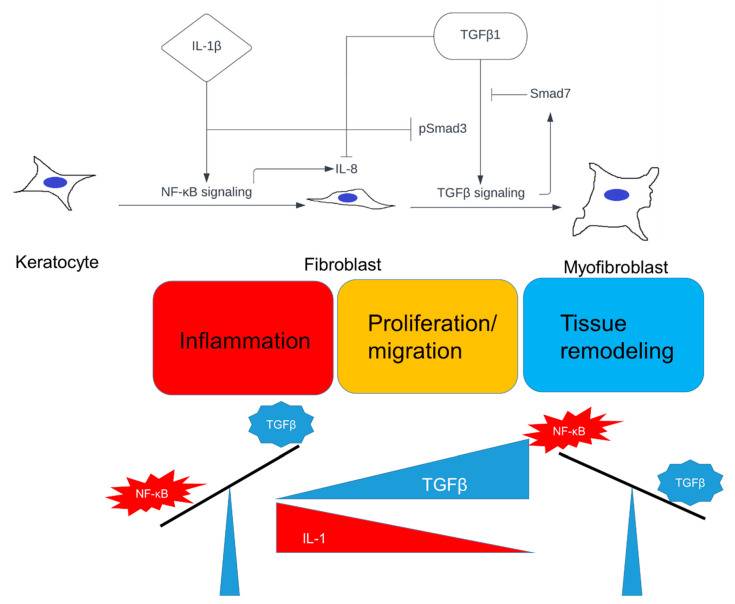 IL-1β
TGFβ1
Smad7
pSmad3
IL-8
NF-κB signaling
TGFβ signaling
Keratocyte
Fibroblast
Myofibroblast
Inflammation
Proliferation/
migration
Tissue
remodeling
TGFβ
NF-κB
NF-κB
TGFβ
TGFβ
IL-1